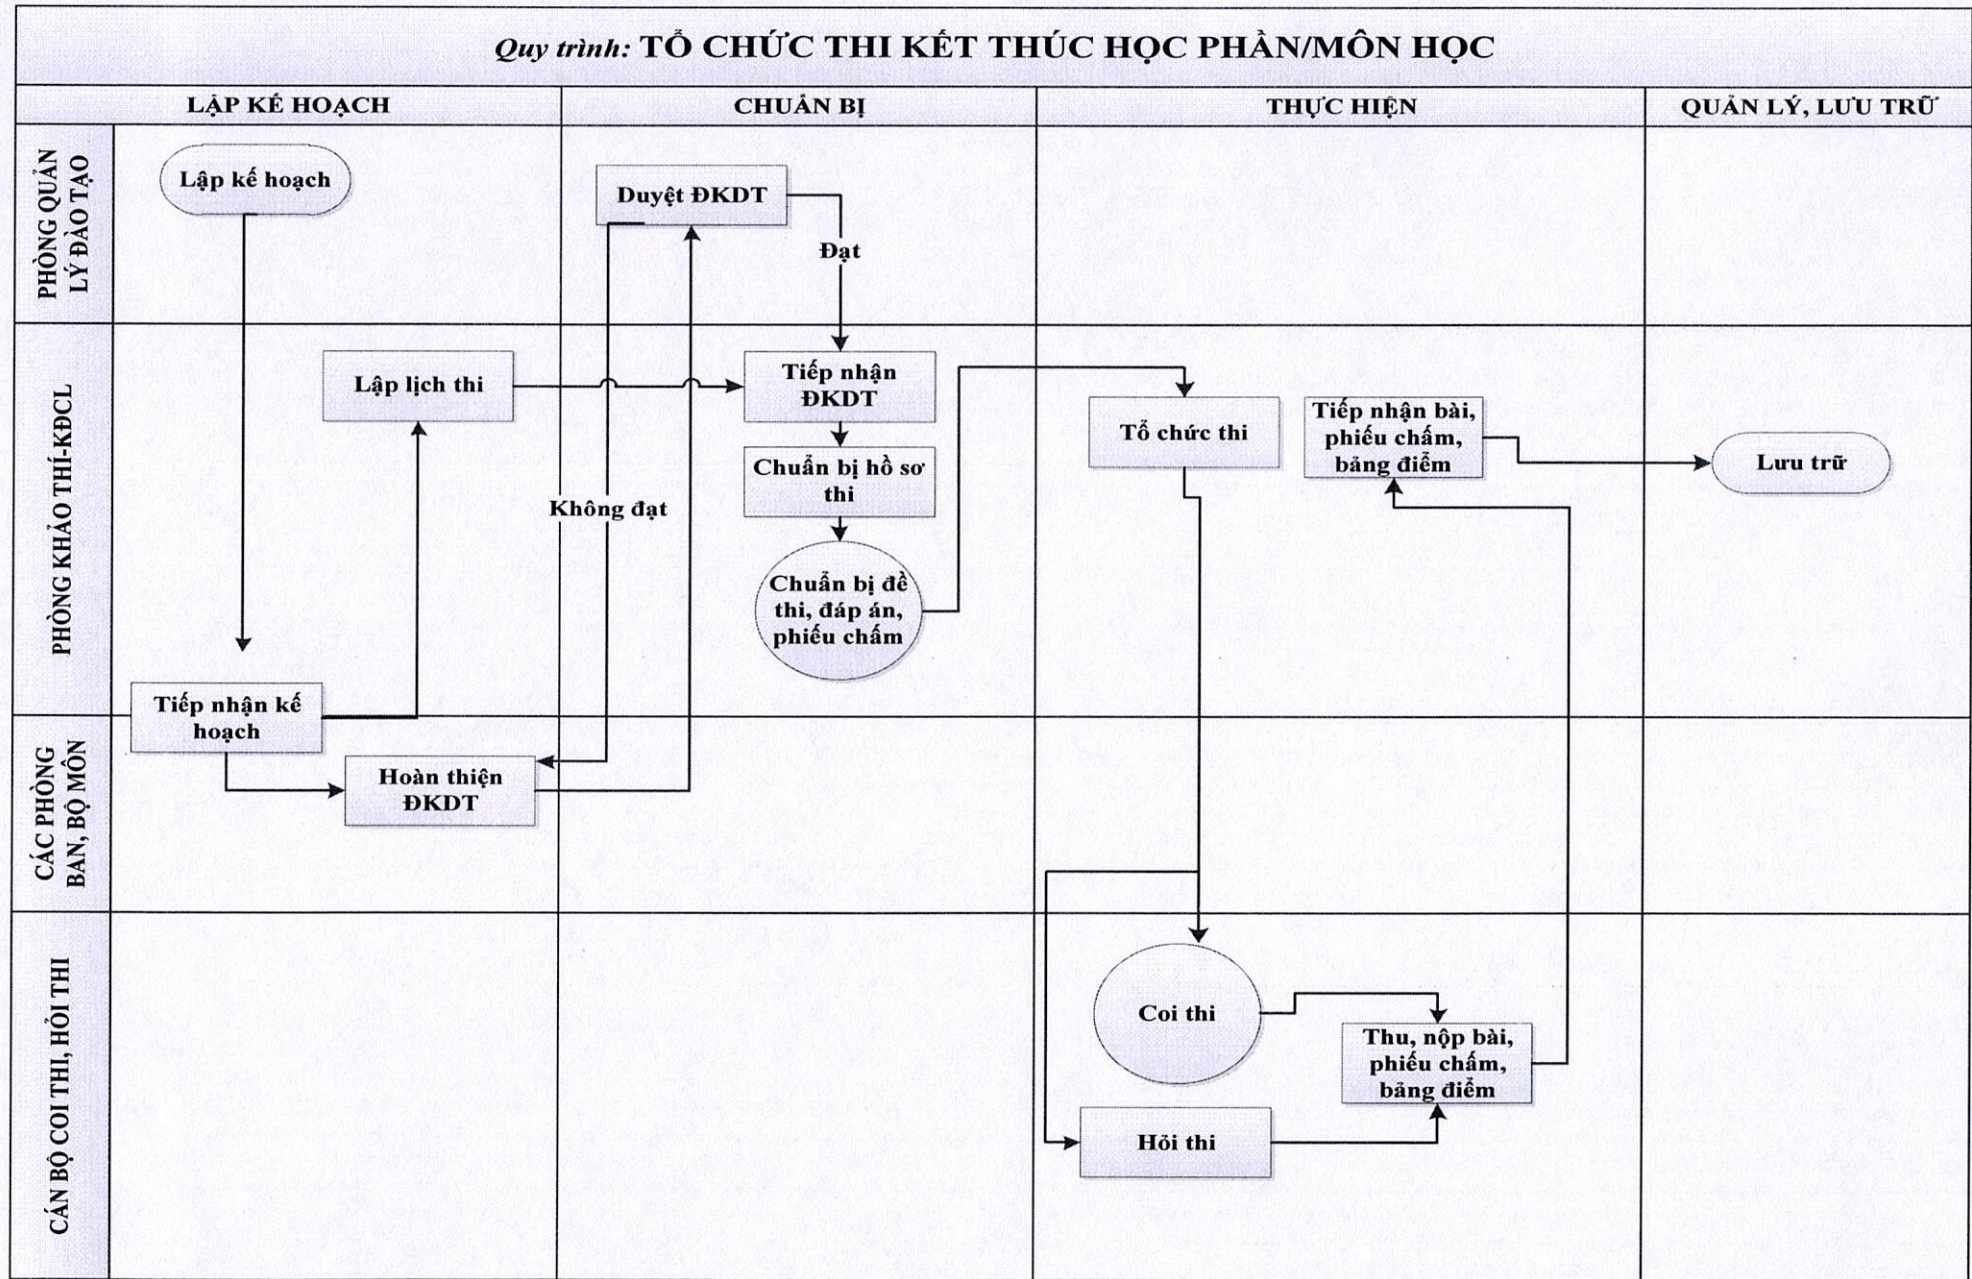 Quy trình: TỔ CHỨC THI KẾT THÚC HỌC PHẦN/MÔN HỌC
LẬP KẾ HOẠCH
CHUẨN BỊ
THỰC HIỆN
QUẢN LÝ, LƯU TRỮ
PHÒNG QUẢN
LÝ ĐÀO TẠO
Lập kế hoạch
Duyệt ĐKDT
Đạt
PHÒNG KHẢO THÍ-KĐCL
Lập lịch thi
Tiếp nhận
ĐKDT
Chuẩn bị hồ sơ
thi
Không đạt
Chuẩn bị đề
thi, đáp án,
phiếu chấm
Tổ chức thi
Tiếp nhận bài,
phiếu chấm,
bảng điểm
Lưu trữ
Tiếp nhận kế
hoạch
CÁC PHÒNG
BAN, BỘ MÔN
Hoàn thiện
ĐKDT
CÁN BỘ COI THI, HỎI THI
Coi thi
Thu, nộp bài,
phiếu chấm,
bảng điểm
Hỏi thi